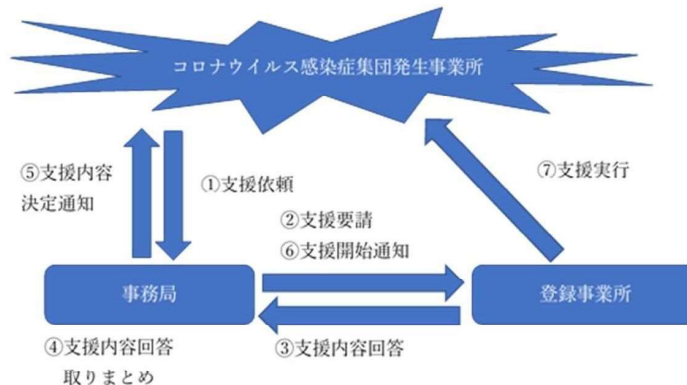 コロナウイルス感染症集団発生事業所
⑤支援内容
決定通知
①支援依頼
⑦支援実行
②支援要請
⑥支援開始通知
事務局
登録事業所
④支援内容回答
取りまとめ
③支援内容回答